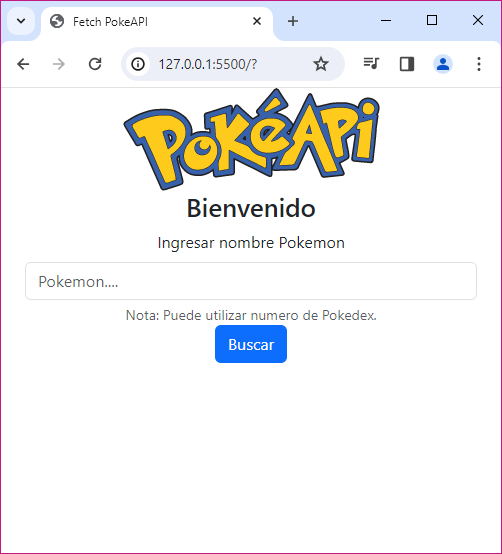 Fetch PokeAPI
127.0.0.1:5500/?
PokéApi
Bienvenido
Ingresar nombre Pokemon
Pokemon....
Nota: Puede utilizar numero de Pokedex.
Buscar